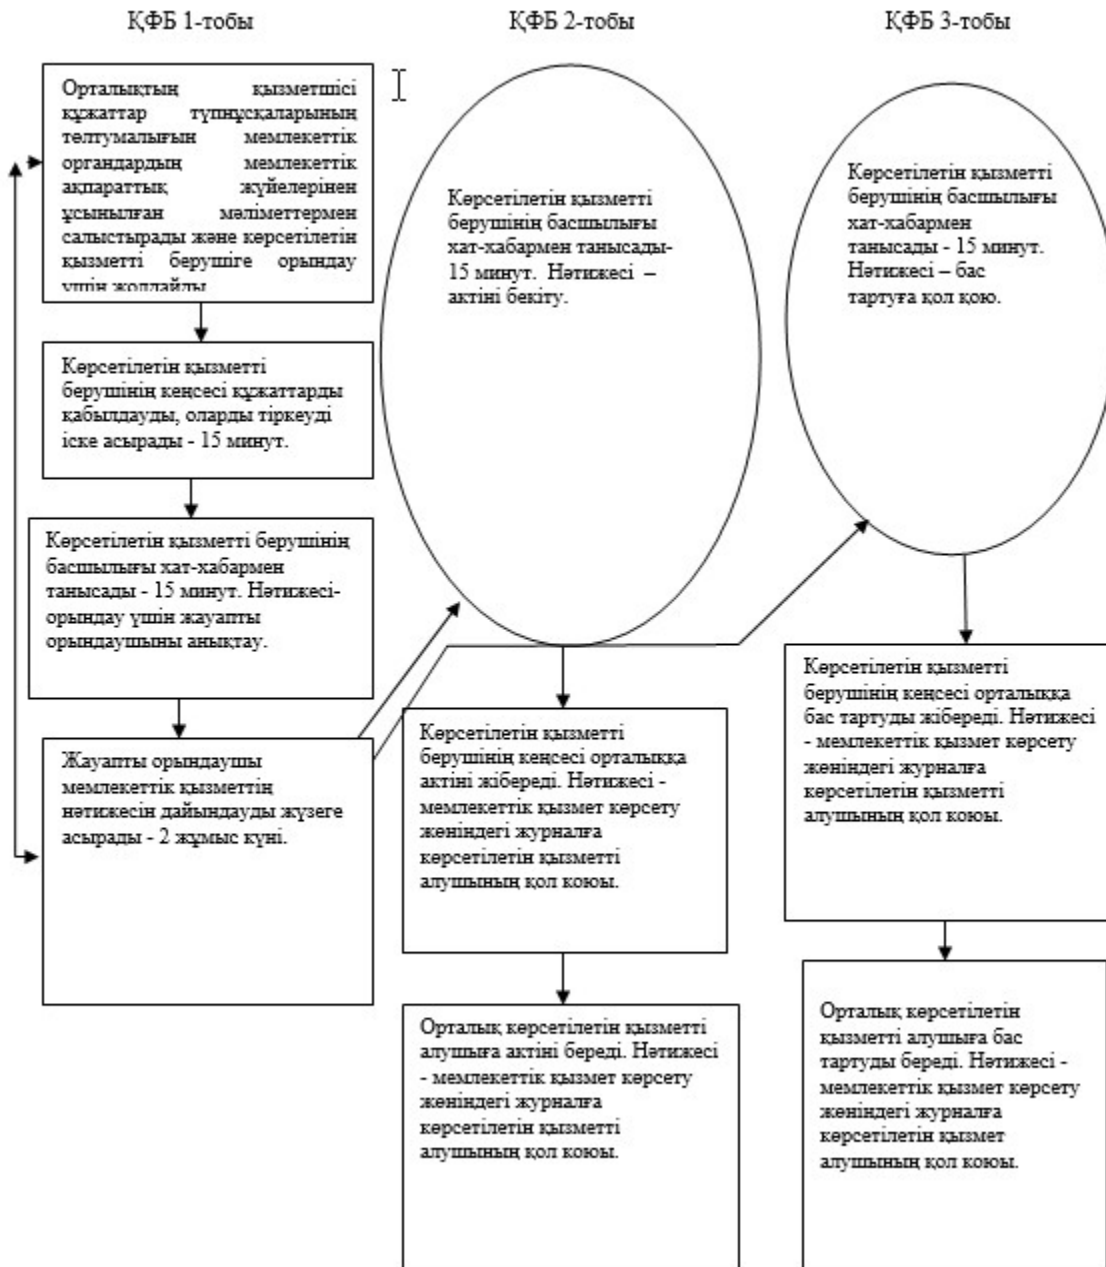 ҚФБ 1-тобы
ҚФБ 2-тобы
ҚФБ 3-тобы
Орталықтың қызметшісі
құжаттар түпнұсқаларының
төлтумалығын мемлекеттік
органдардың мемлекеттік
ақпараттық жүйелерінен
ұсынылған мәліметтермен
салыстырады және көрсетілетін
қызметті берушіге орындау
үшін жолдайды
Көрсетілетін қызметті
берушінің кеңсесі құжаттарды
қабылдауды, оларды тіркеуді
іске асырады - 15 минут.
Көрсетілетін қызметті берушінің
басшылығы хат-хабармен
танысады - 15 минут. Нәтижесі-
орындау үшін жауапты
орындаушыны анықтау.
Жауапты орындаушы
мемлекеттік қызметтің
нәтижесін дайындауды жүзеге
асырады - 2 жұмыс күні.
Көрсетілетін қызметті
берушінің басшылығы
хат-хабармен танысады-
15 минут. Нәтижесі –
актіні бекіту.
Көрсетілетін қызметті
берушінің кеңсесі орталыққа
актіні жібереді. Нәтижесі -
мемлекеттік қызмет көрсету
жөніндегі журналға
көрсетілетін қызметті
алушының қол коюы.
Орталық көрсетілетін қызметті
алушыға актіні береді. Нәтижесі
- мемлекеттік қызмет көрсету
жөніндегі журналға
көрсетілетін қызметті
алушының қол коюы.
Көрсетілетін қызметті
берушінің басшылығы
хат-хабармен
танысады - 15 минут.
Нәтижесі – бас
тартуға қол қою.
Көрсетілетін қызметті
берушінің кеңсесі орталыққа
бас тартуды жібереді. Нәтижесі
- мемлекеттік қызмет көрсету
жөніндегі журналға
көрсетілетін қызметті
алушының қол коюы.
Орталық көрсетілетін
қызметті алушыға бас
тартуды береді. Нәтижесі -
мемлекеттік қызмет көрсету
жөніндегі журналға
көрсетілетін қызмет
алушының қол коюы.